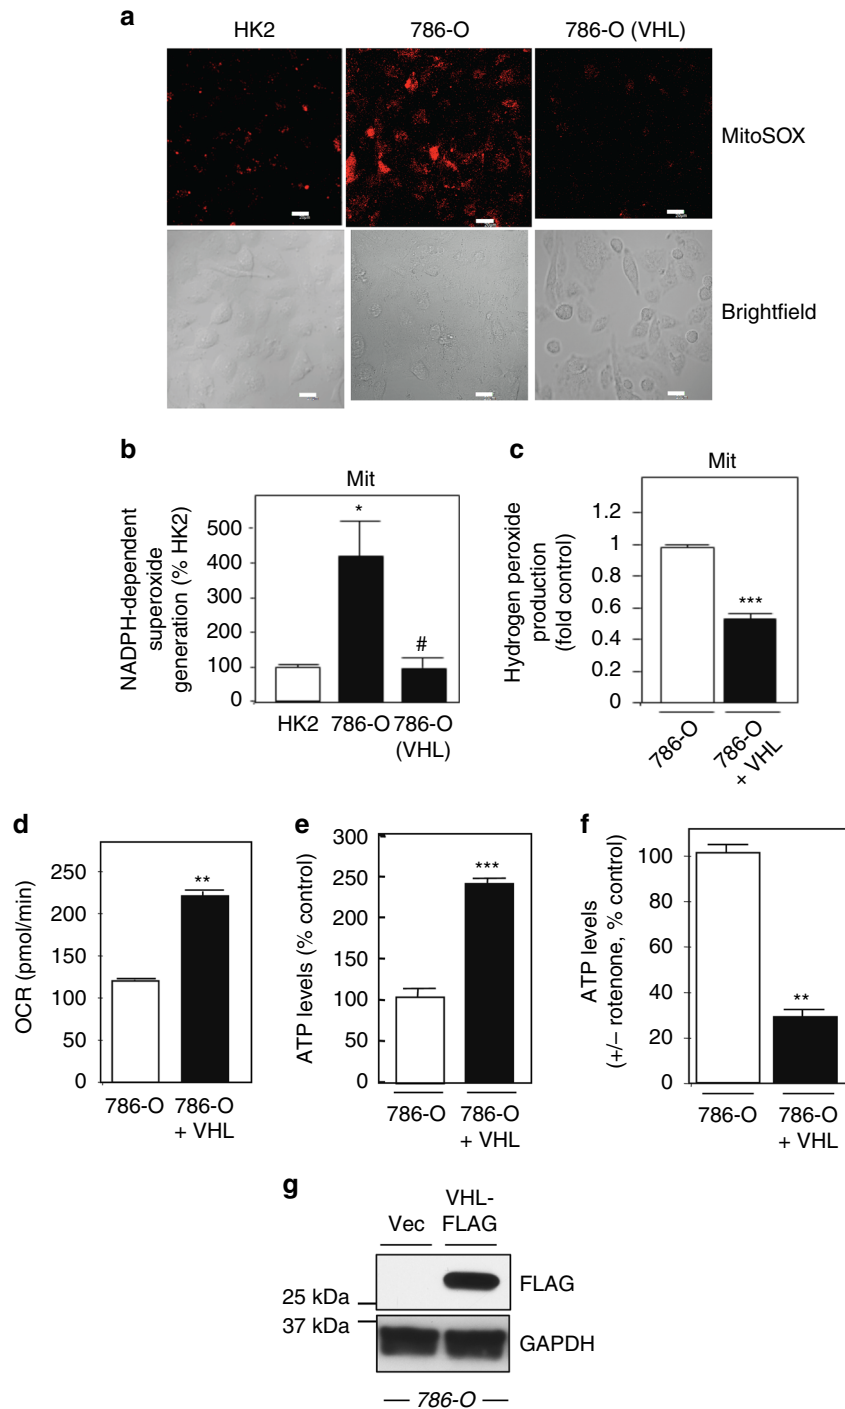 a
HK2
786-O
786-O (VHL)
MitoSOX
Brightfield
b
Mit
NADPH-dependent
superoxide
generation (% HK2)
500
400
300
200
100
0
*
#
HK2
786-O
786-O
(VHL)
c
Mit
Hydrogen peroxide
production
(fold control)
1.2
1
0.8
0.6
0.4
0.2
0
***
786-O
786-O
+ VHL
d
OCR (pmol/min)
250
200
150
100
50
0
**
786-O
786-O
+ VHL
e
ATP levels (% control)
300
250
200
150
100
50
0
***
786-O
786-O
+ VHL
f
ATP levels
(+/– rotenone, % control)
100
80
60
40
20
0
**
786-O
786-O
+ VHL
g
Vec
VHL-
FLAG
FLAG
25 kDa
37 kDa
GAPDH
786-O